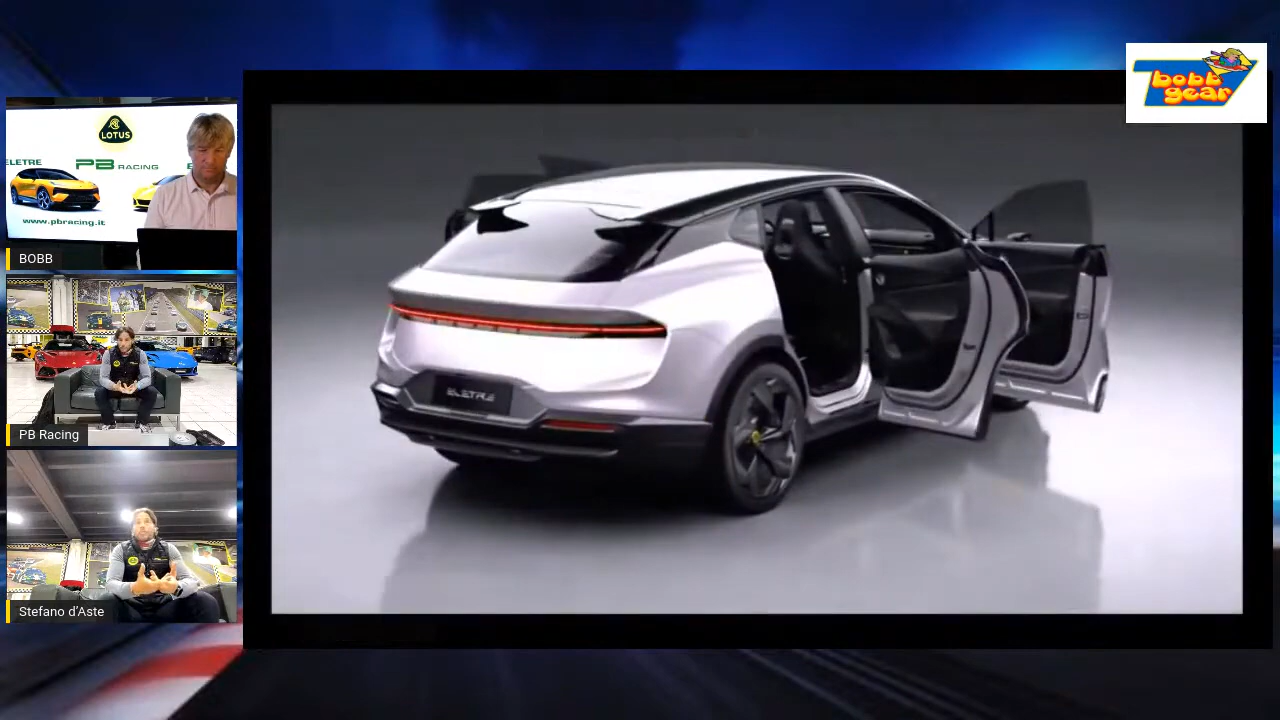 bobb
gear
LOTUS
ELETRE
PB RACING
www.pbracing.it
BOBB
PB Racing
Stefano d'Aste
ELETRE